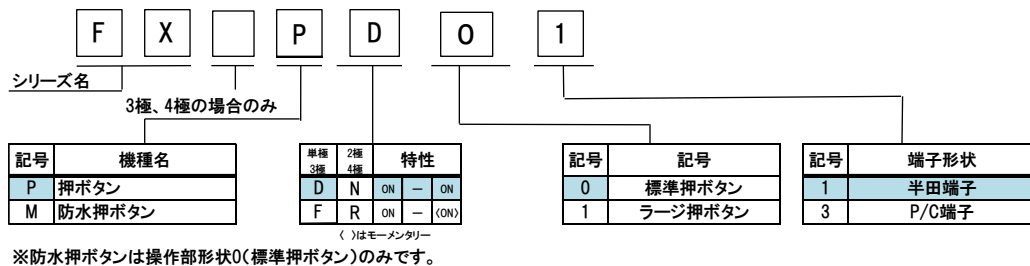 F X P D 0 1
シリーズ名
3極、4極の場合のみ
記号 機種名
P 押ボタン
M 防水押ボタン
単極 2極 特性
3極 4極
D N ON － ON
F R ON － 〈ON〉
〈 〉はモーメンタリー
記号 記号
0 標準押ボタン
1 ラージ押ボタン
記号 端子形状
1 半田端子
3 P/C端子
※防水押ボタンは操作部形状0(標準押ボタン)のみです。